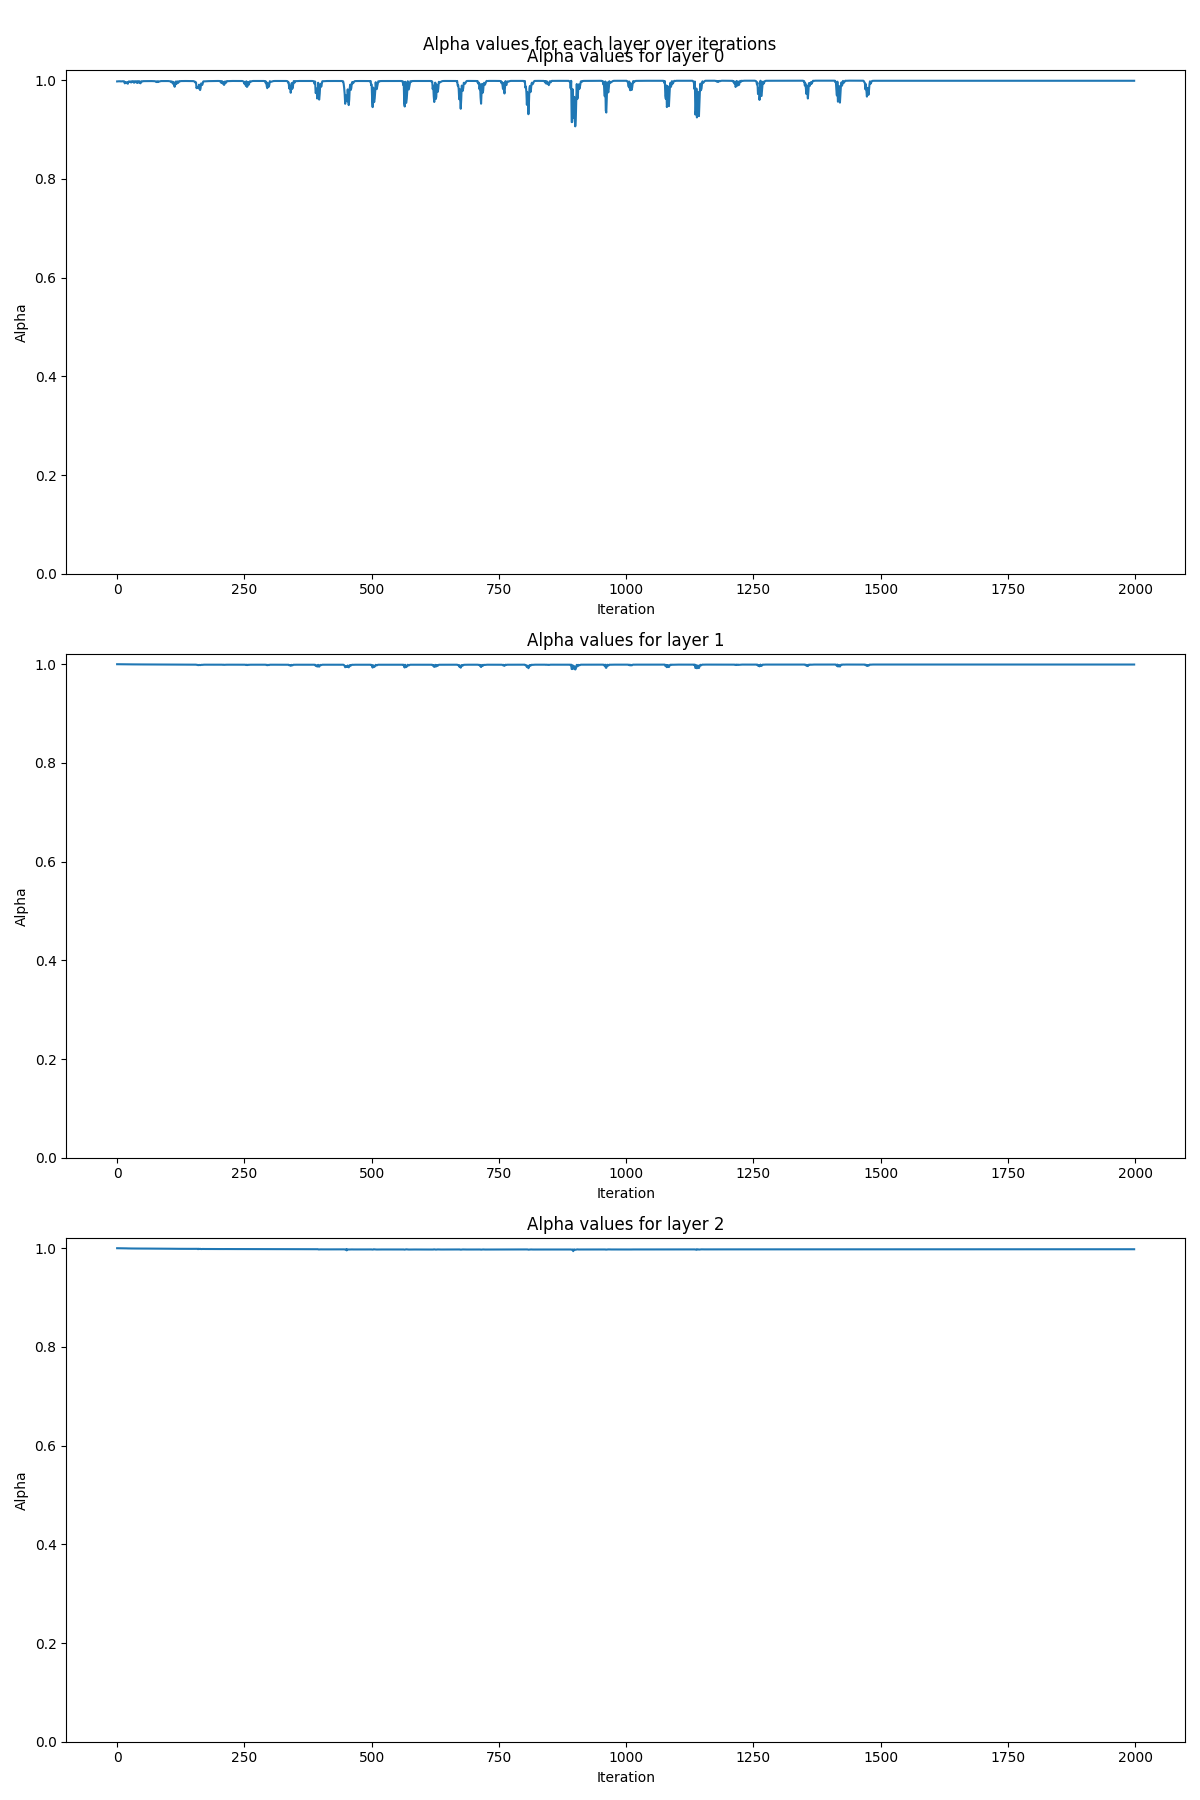 Alpha values for each layer over iterations
Alpha values for layer 0
1.0
0.8
0.6
0.4
0.2
0.0
Alpha
0 250 500 750 1000 1250 1500 1750 2000
Iteration
Alpha values for layer 1
1.0
0.8
0.6
0.4
0.2
0.0
Alpha
0 250 500 750 1000 1250 1500 1750 2000
Iteration
Alpha values for layer 2
1.0
0.8
0.6
0.4
0.2
0.0
Alpha
0 250 500 750 1000 1250 1500 1750 2000
Iteration